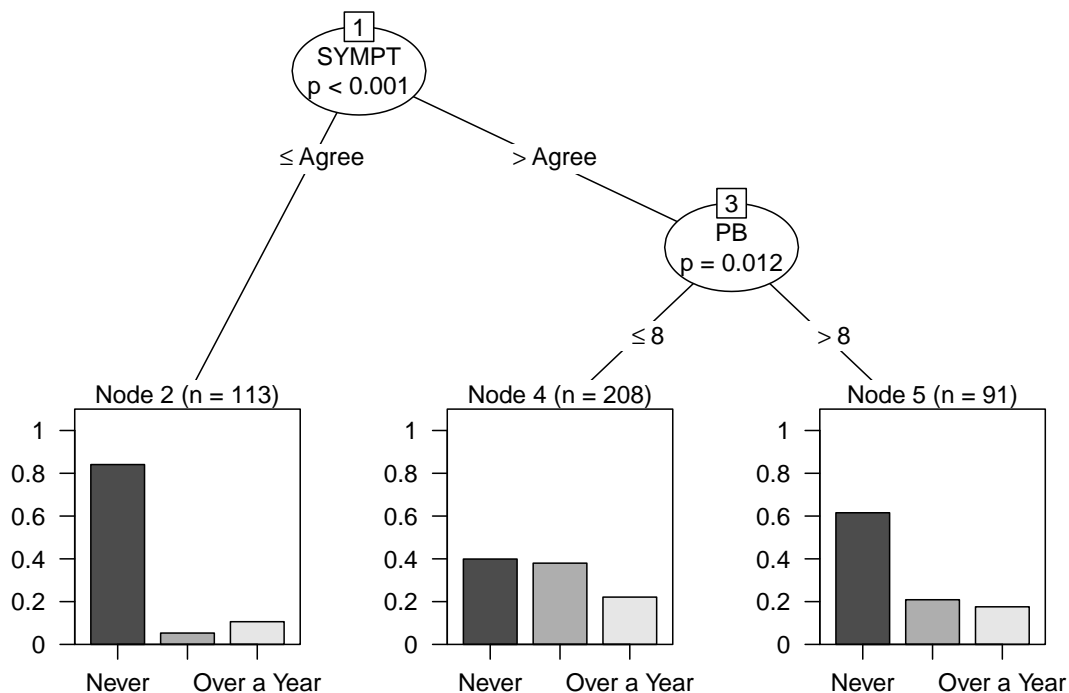 1
SYMPT
p < 0.001
≤ Agree
> Agree
3
PB
p = 0.012
≤ 8
> 8
Node 2 (n = 113)
1
0.8
0.6
0.4
0.2
0
Never
Over a Year
Node 4 (n = 208)
1
0.8
0.6
0.4
0.2
0
Never
Over a Year
Node 5 (n = 91)
1
0.8
0.6
0.4
0.2
0
Never
Over a Year